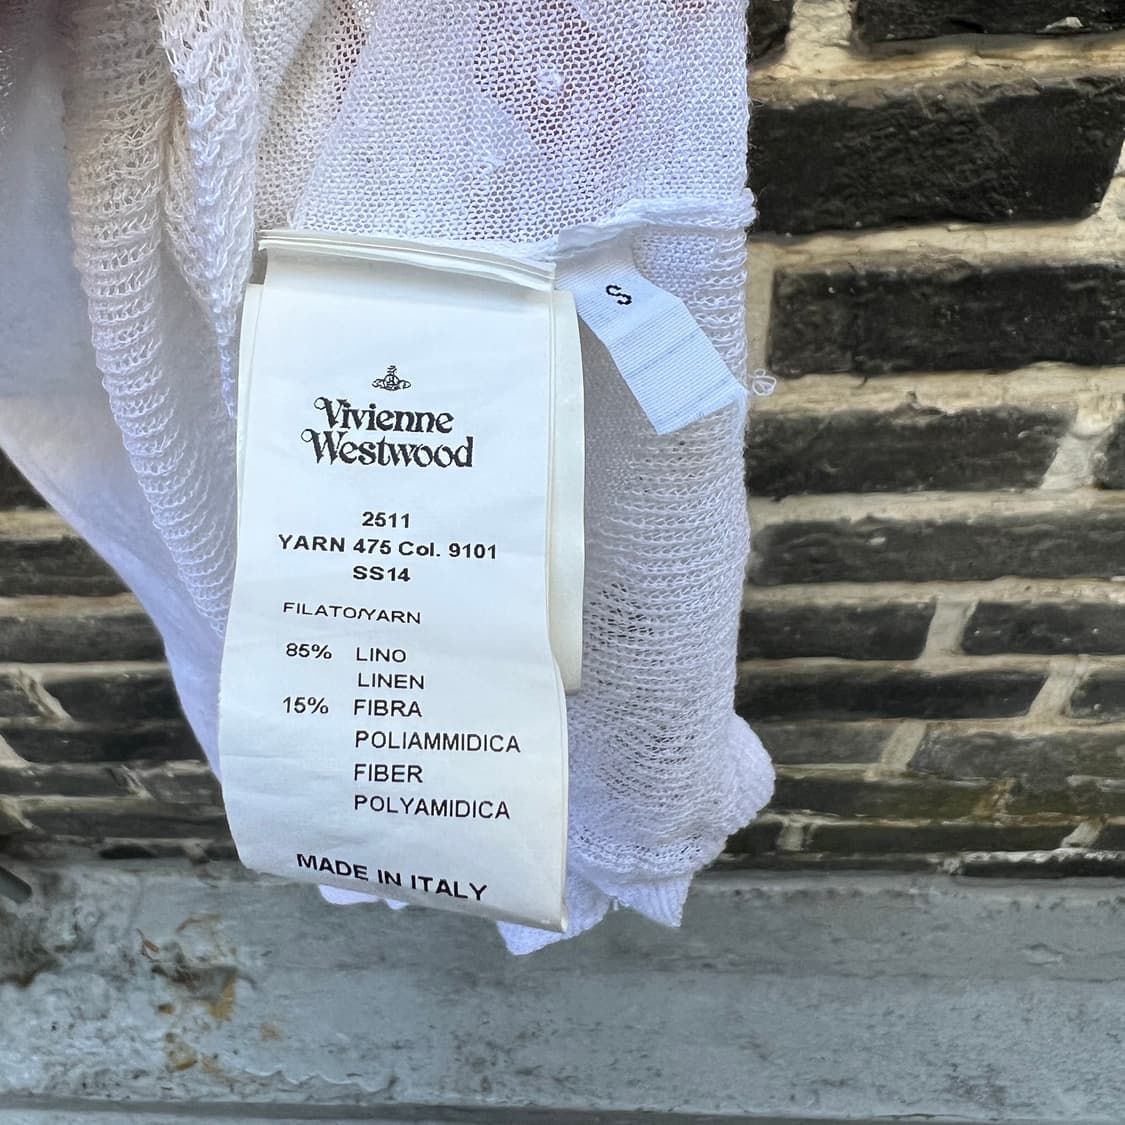 Vivienne
Westwood
2511
YARN 475 Col. 9101
SS14
FILATO/YARN
85% LINO
LINEN
15% FIBRA
POLIAMMIDICA
FIBER
POLYAMIDICA
MADE IN ITALY
S